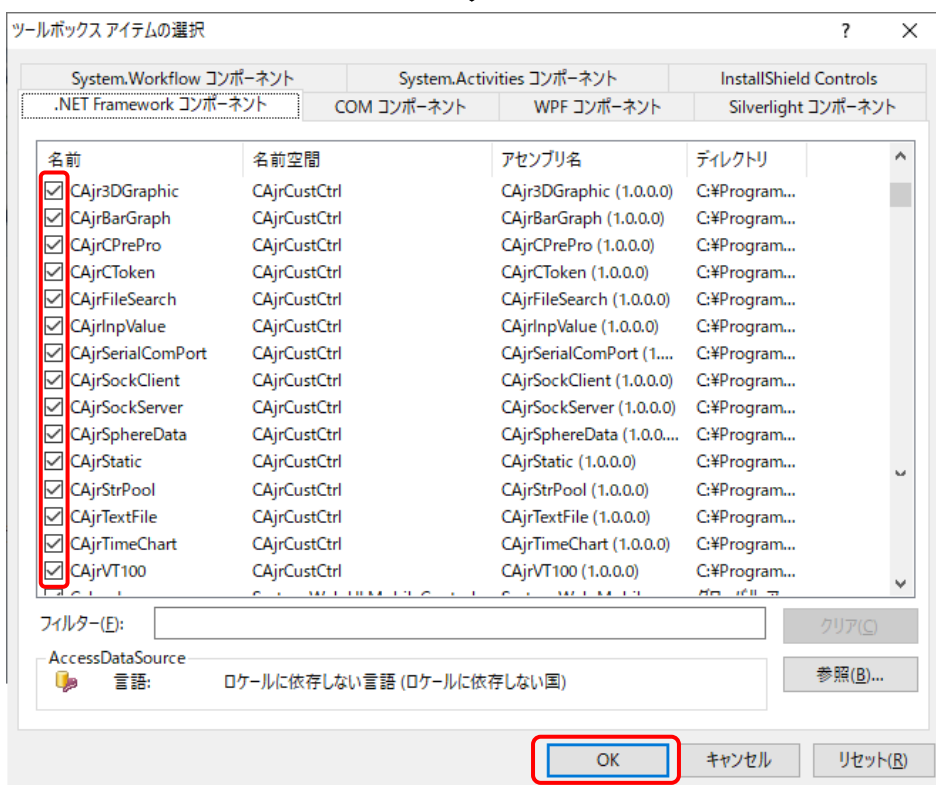 ツールボックス アイテムの選択 ? ×
System.Workflow コンポーネント System.Activities コンポーネント InstallShield Controls
.NET Framework コンポーネント COM コンポーネント WPF コンポーネント Silverlight コンポーネント
名前 名前空間 アセンブリ名 ディレクトリ
CAjr3DGraphic CAjrCustCtrl CAjr3DGraphic (1.0.0.0) C:¥Program...
CAjrBarGraph CAjrCustCtrl CAjrBarGraph (1.0.0.0) C:¥Program...
CAjrCPrePro CAjrCustCtrl CAjrCPrePro (1.0.0.0) C:¥Program...
CAjrCToken CAjrCustCtrl CAjrCToken (1.0.0.0) C:¥Program...
CAjrFileSearch CAjrCustCtrl CAjrFileSearch (1.0.0.0) C:¥Program...
CAjrInpValue CAjrCustCtrl CAjrInpValue (1.0.0.0) C:¥Program...
CAjrSerialComPort CAjrCustCtrl CAjrSerialComPort (1.... C:¥Program...
CAjrSockClient CAjrCustCtrl CAjrSockClient (1.0.0.0) C:¥Program...
CAjrSockServer CAjrCustCtrl CAjrSockServer (1.0.0.0) C:¥Program...
CAjrSphereData CAjrCustCtrl CAjrSphereData (1.0.0.... C:¥Program...
CAjrStatic CAjrCustCtrl CAjrStatic (1.0.0.0) C:¥Program...
CAjrStrPool CAjrCustCtrl CAjrStrPool (1.0.0.0) C:¥Program...
CAjrTextFile CAjrCustCtrl CAjrTextFile (1.0.0.0) C:¥Program...
CAjrTimeChart CAjrCustCtrl CAjrTimeChart (1.0.0.0) C:¥Program...
CAjrVT100 CAjrCustCtrl CAjrVT100 (1.0.0.0) C:¥Program...
フィルター(F): クリア(C)
AccessDataSource
言語: ロケールに依存しない言語 (ロケールに依存しない国) 参照(B)...
OK キャンセル リセット(R)